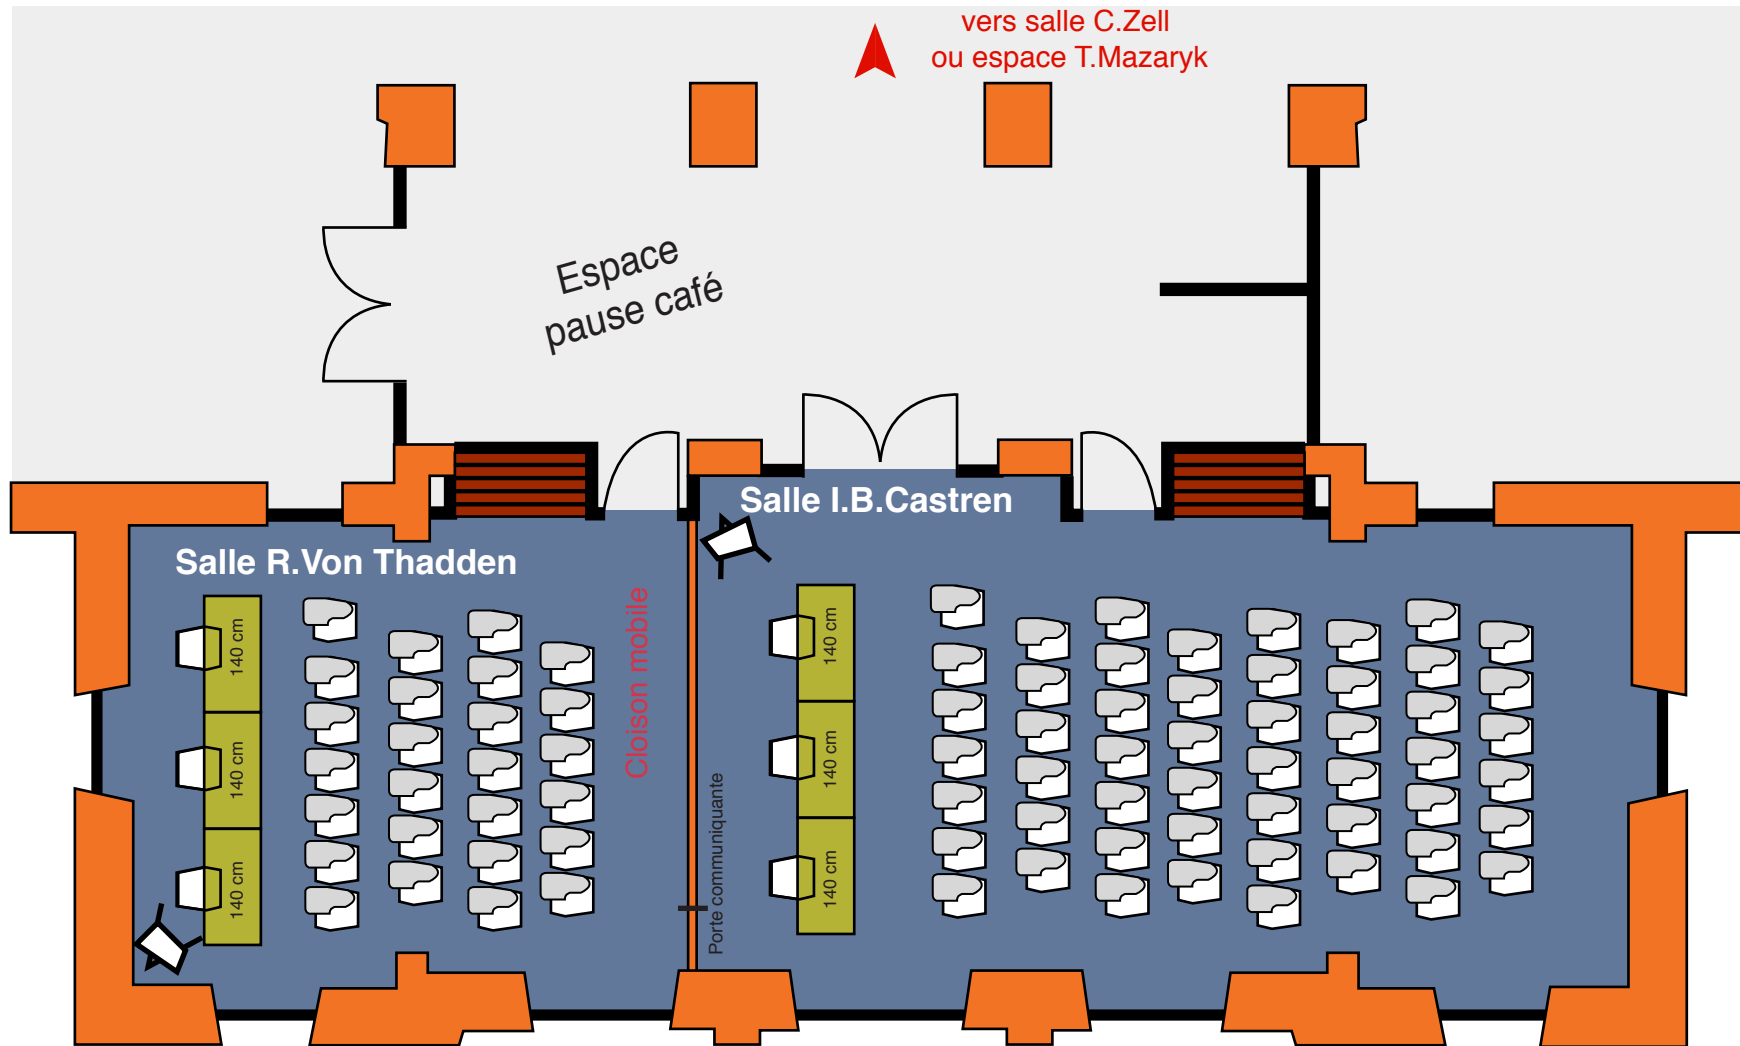 vers salle C.Zell
ou espace T.Mazaryk
Espace
pause café
Salle I.B.Castren
Salle R.Von Thadden
140 cm
140 cm
140 cm
Cloison mobile
Porte communiquante
140 cm
140 cm
140 cm